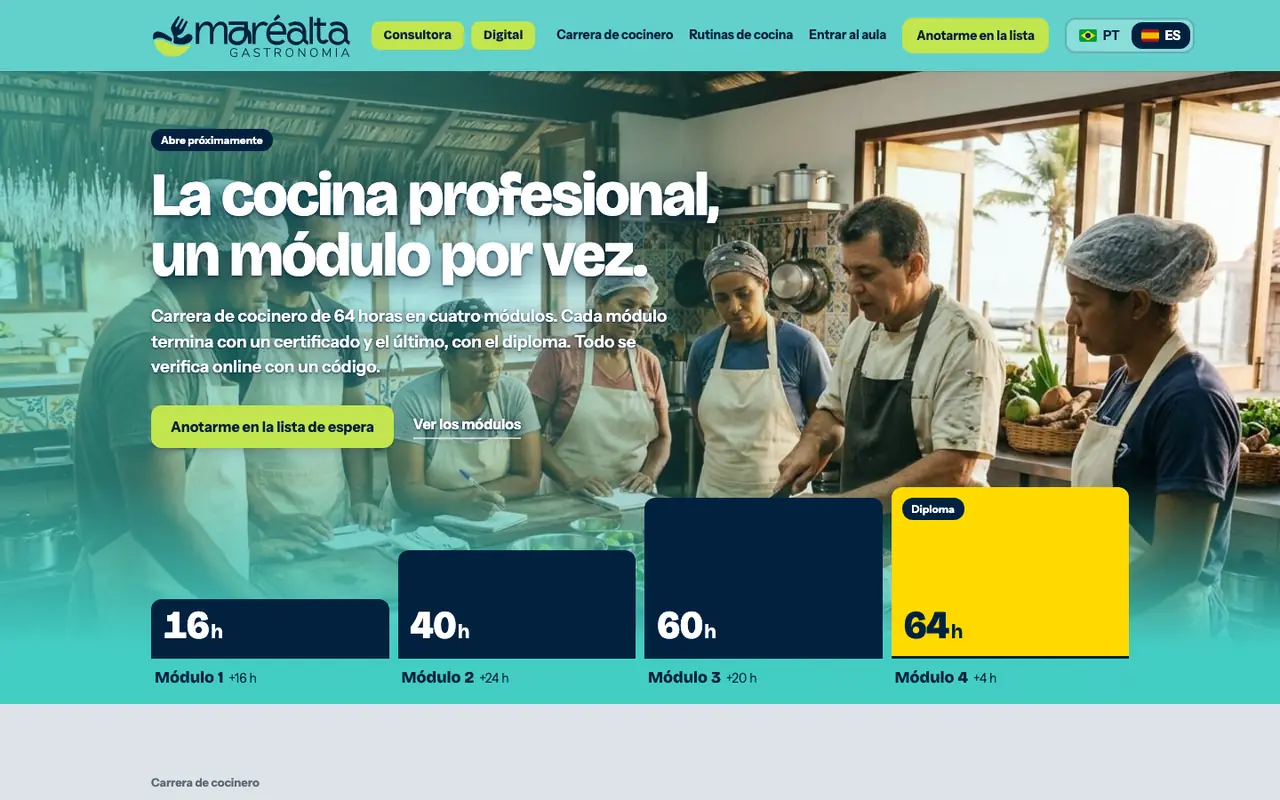 maréalta
GASTRONOMIA
Consultora
Digital
Carrera de cocinero
Rutinas de cocina
Entrar al aula
Anotarme en la lista
PT
ES
Abre próximamente
La cocina profesional,
un módulo por vez.
Carrera de cocinero de 64 horas en cuatro módulos. Cada módulo
termina con un certificado y el último, con el diploma. Todo se
verifica online con un código.
Anotarme en la lista de espera
Ver los módulos
Diploma
16h
40h
60h
64h
Módulo 1 +16 h
Módulo 2 +24 h
Módulo 3 +20 h
Módulo 4 +4 h
Carrera de cocinero